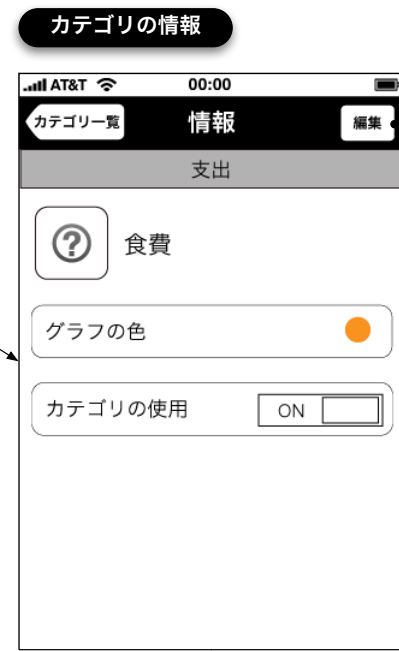 カテゴリの情報
AT&T 00:00
カテゴリー覧 情報 編集
支出
食費
グラフの色
カテゴリの使用 ON